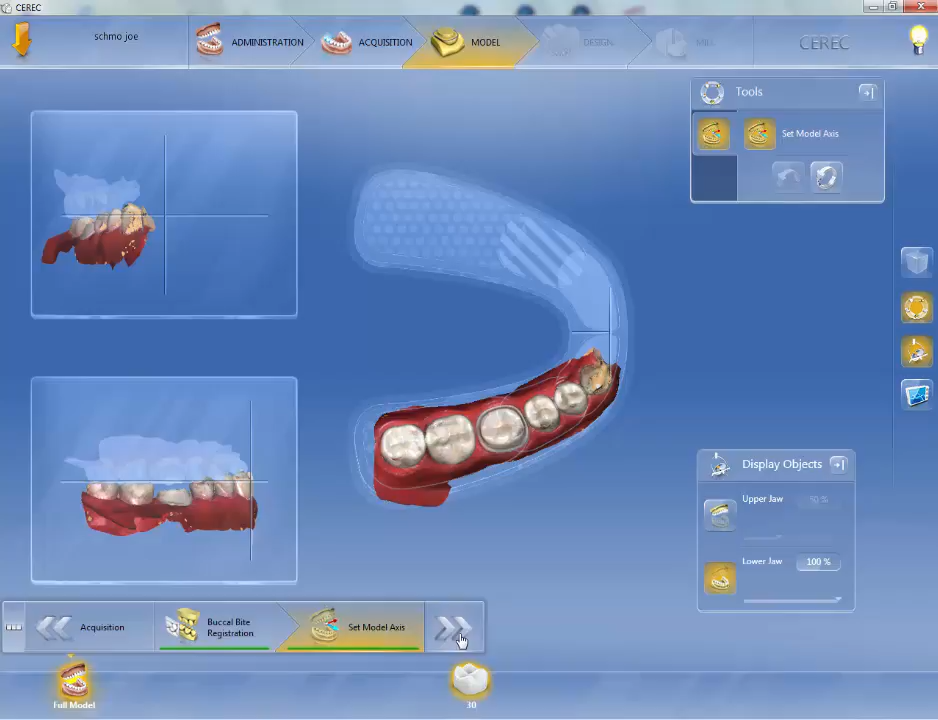 CEREC
schmo joe
ADMINISTRATION
ACQUISITION
MODEL
DESIGN
MILL
CEREC
Tools
Set Model Axis
Display Objects
Upper Jaw
50 %
Lower Jaw
100 %
Acquisition
Buccal Bite
Registration
Set Model Axis
Full Model
30